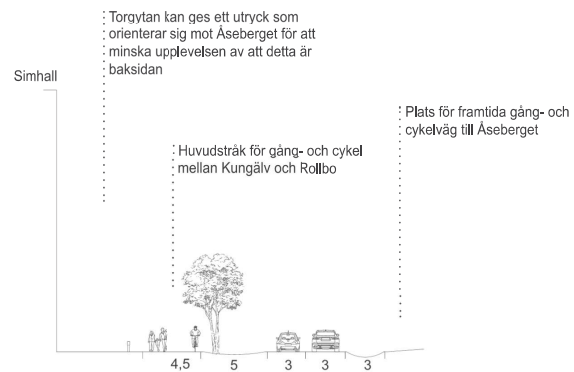 Torgytan kan ges ett utryck som
orienterar sig mot Åseberget för att
minska upplevelsen av att detta är
baksidan
Simhall
Plats för framtida gång- och
cykelväg till Åseberget
Huvudstråk för gång- och cykel
mellan Kungälv och Rollbo
4,5 5 3 3 3